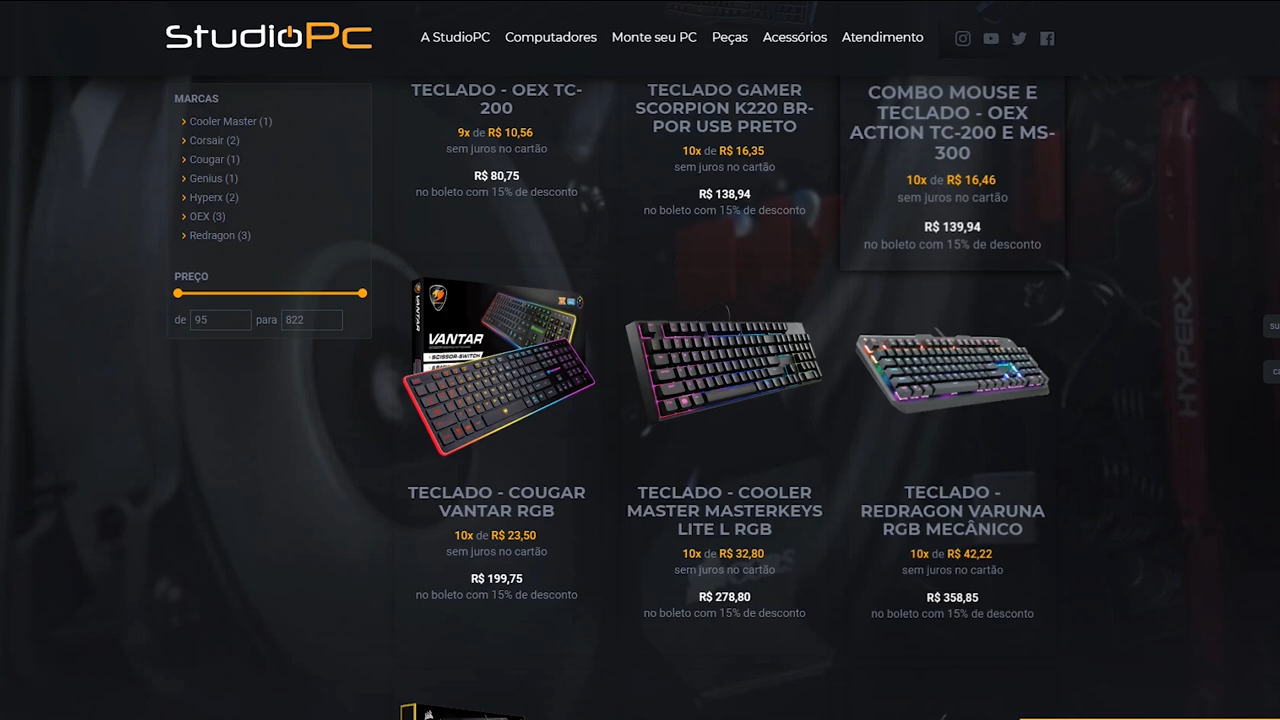 StudioPc
A StudioPC
Computadores
Monte seu PC
Peças
Acessórios
Atendimento
MARCAS
Cooler Master (1)
Corsair (2)
Cougar (1)
Genius (1)
Hyperx (2)
OEX (3)
Redragon (3)
PREÇO
de 95 para 822
TECLADO - OEX TC-
200
9x de R$ 10,56
sem juros no cartão
R$ 80,75
no boleto com 15% de desconto
TECLADO GAMER
SCORPION K220 BR-
POR USB PRETO
10x de R$ 16,35
sem juros no cartão
R$ 138,94
no boleto com 15% de desconto
COMBO MOUSE E
TECLADO - OEX
ACTION TC-200 E MS-
300
10x de R$ 16,46
sem juros no cartão
R$ 139,94
no boleto com 15% de desconto
VANTAR
SCISSOR-SWITCH
TECLADO - COUGAR
VANTAR RGB
10x de R$ 23,50
sem juros no cartão
R$ 199,75
no boleto com 15% de desconto
TECLADO - COOLER
MASTER MASTERKEYS
LITE L RGB
10x de R$ 32,80
sem juros no cartão
R$ 278,80
no boleto com 15% de desconto
TECLADO -
REDRAGON VARUNA
RGB MECÂNICO
10x de R$ 42,22
sem juros no cartão
R$ 358,85
no boleto com 15% de desconto
HYPERX
su
ca